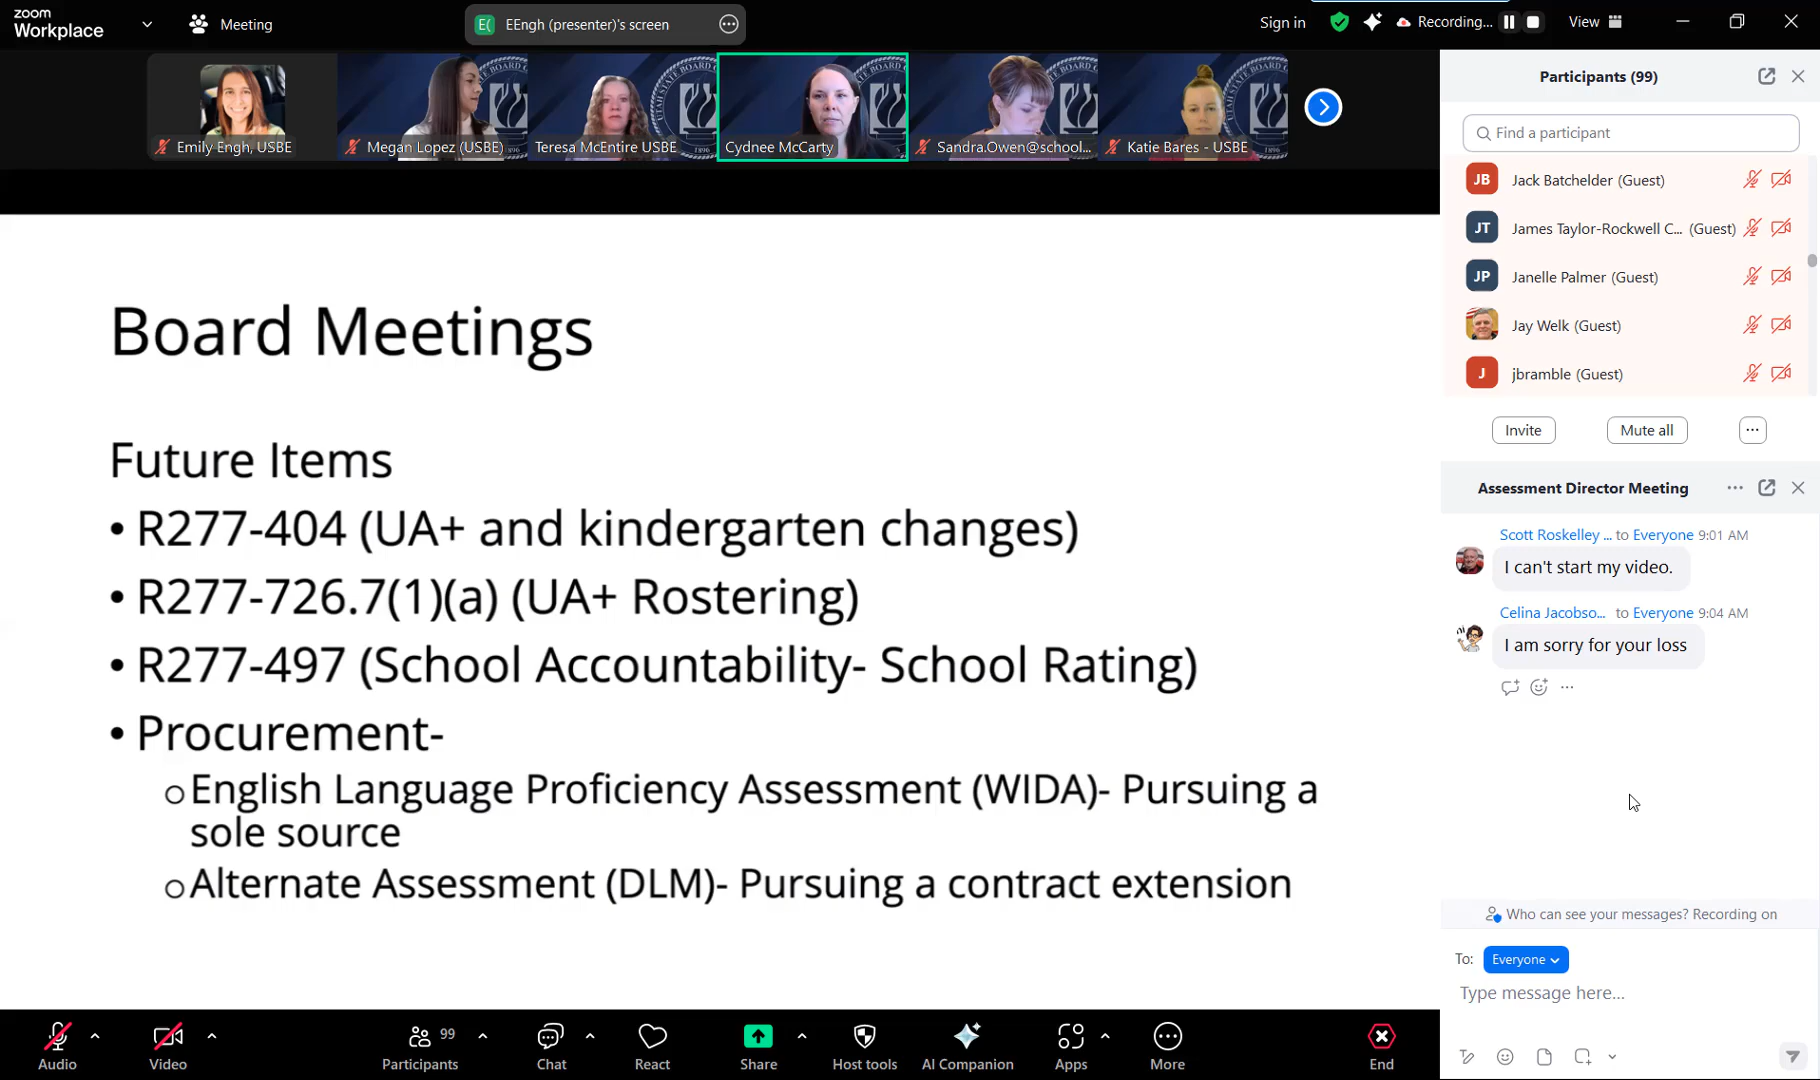 zoom
Workplace
Meeting
E(
EEngh (presenter)'s screen
Sign in
Recording...
View
Emily Engh, USBE
Megan Lopez (USBE)
Teresa McEntire USBE
Cydnee McCarty
Sandra.Owen@school...
Katie Bares - USBE
Board Meetings
Future Items
• R277-404 (UA+ and kindergarten changes)
• R277-726.7(1)(a) (UA+ Rostering)
• R277-497 (School Accountability- School Rating)
• Procurement-
o English Language Proficiency Assessment (WIDA)- Pursuing a
sole source
o Alternate Assessment (DLM)- Pursuing a contract extension
Participants (99)
Find a participant
JB Jack Batchelder (Guest)
JT James Taylor-Rockwell C... (Guest)
JP Janelle Palmer (Guest)
Jay Welk (Guest)
J jbramble (Guest)
Invite
Mute all
Assessment Director Meeting
Scott Roskelley ... to Everyone 9:01 AM
I can't start my video.
Celina Jacobso... to Everyone 9:04 AM
I am sorry for your loss
Who can see your messages? Recording on
To: Everyone
Type message here...
Audio
Video
99
Participants
Chat
React
Share
Host tools
AI Companion
Apps
More
End